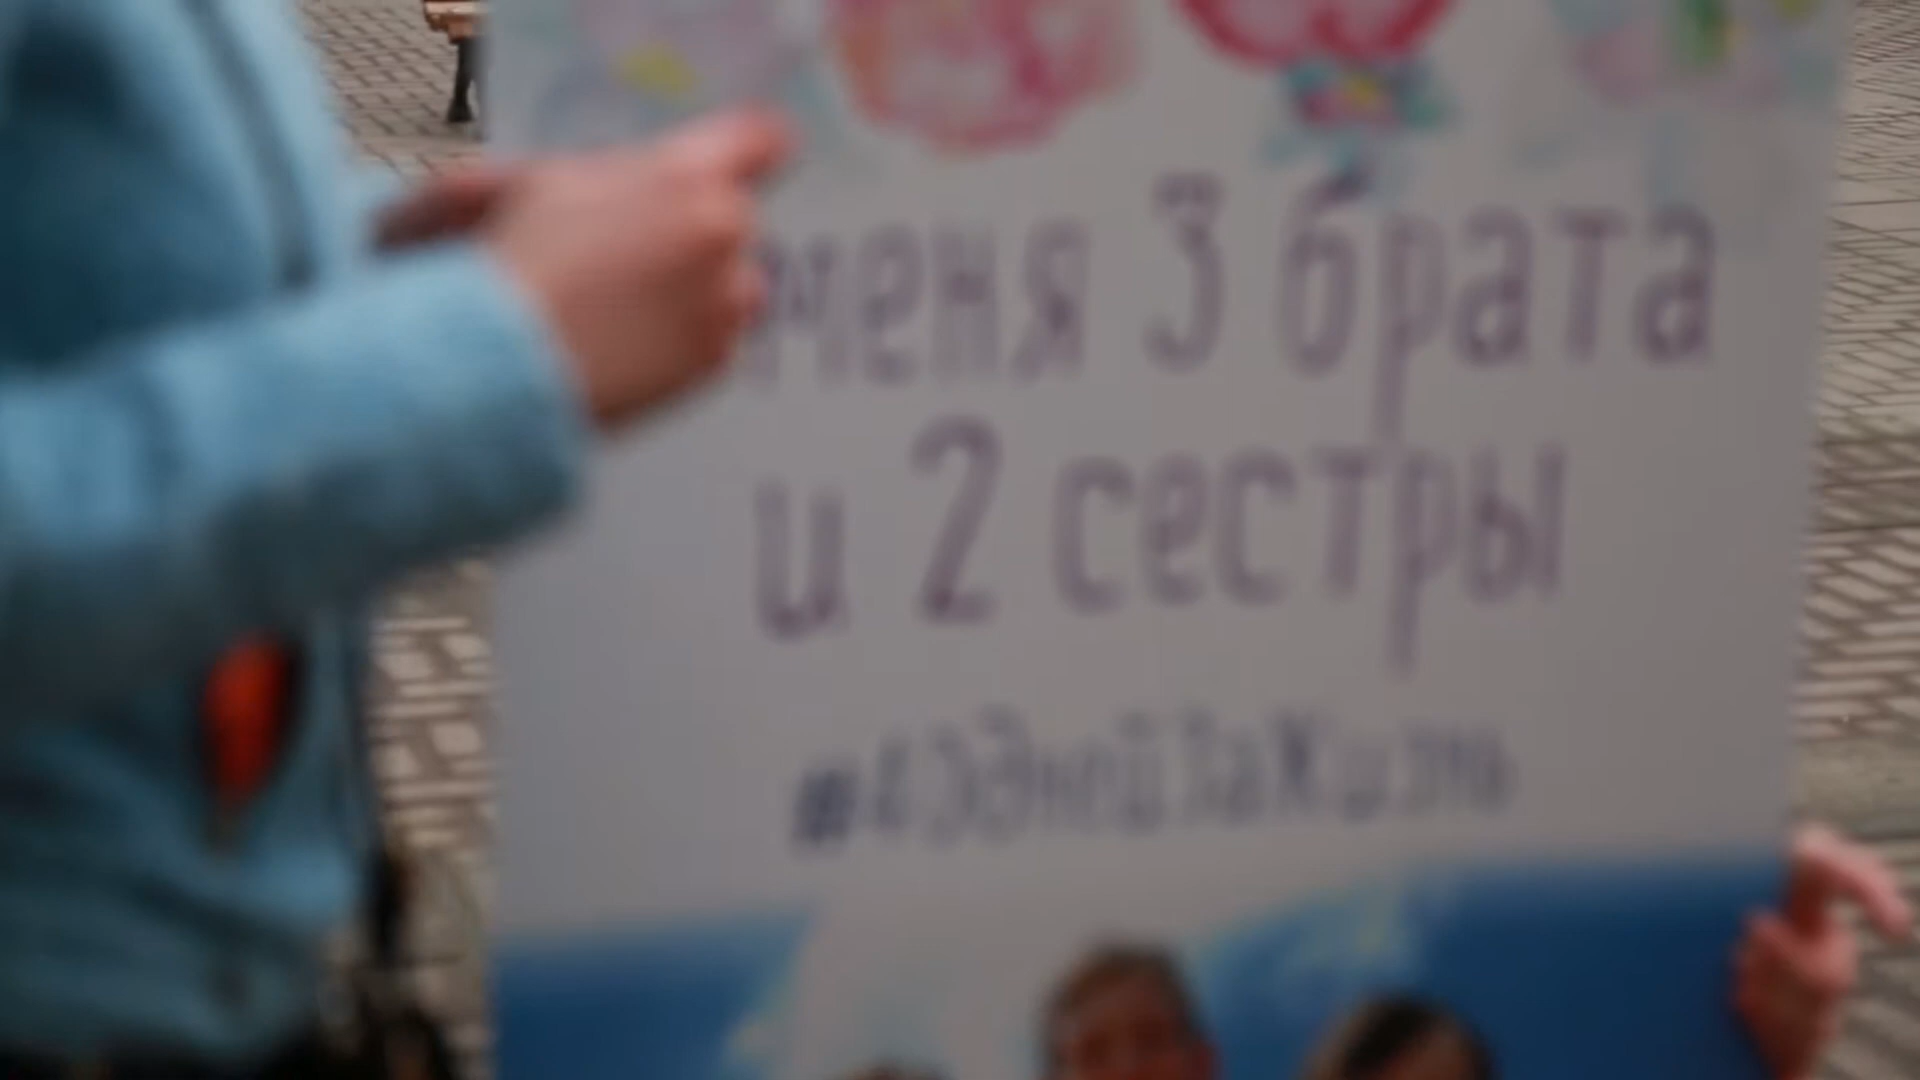 меня 3 брата
и 2 сестры